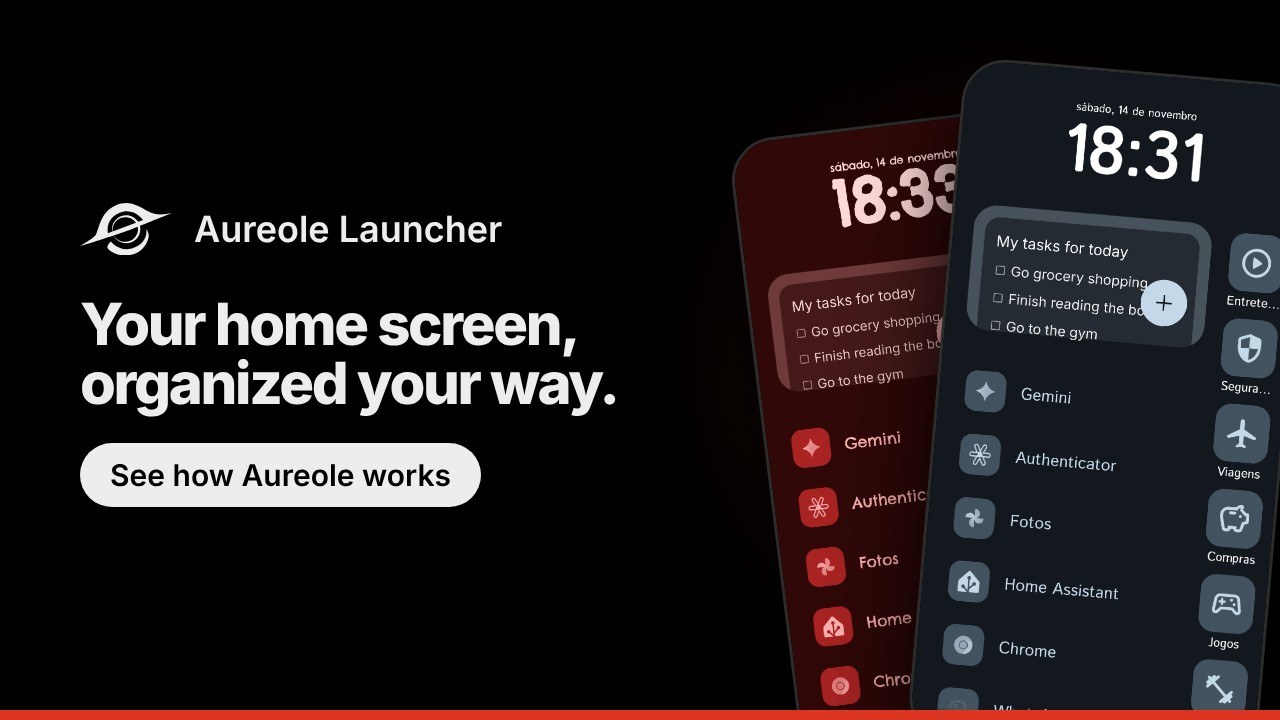 Aureole Launcher
Your home screen,
organized your way.
See how Aureole works
sábado, 14 de novembro
18:33
My tasks for today
☐ Go grocery shopping
☐ Finish reading the
☐ Go to the gym
Gemini
Fotos
Home
sábado, 14 de novembro
18:31
My tasks for today
☐ Go grocery shopping
☐ Finish reading the
☐ Go to the gym
Gemini
Authenticator
Fotos
Home Assistant
Chrome
Entrete...
Segura...
Viagens
Compras
Jogos